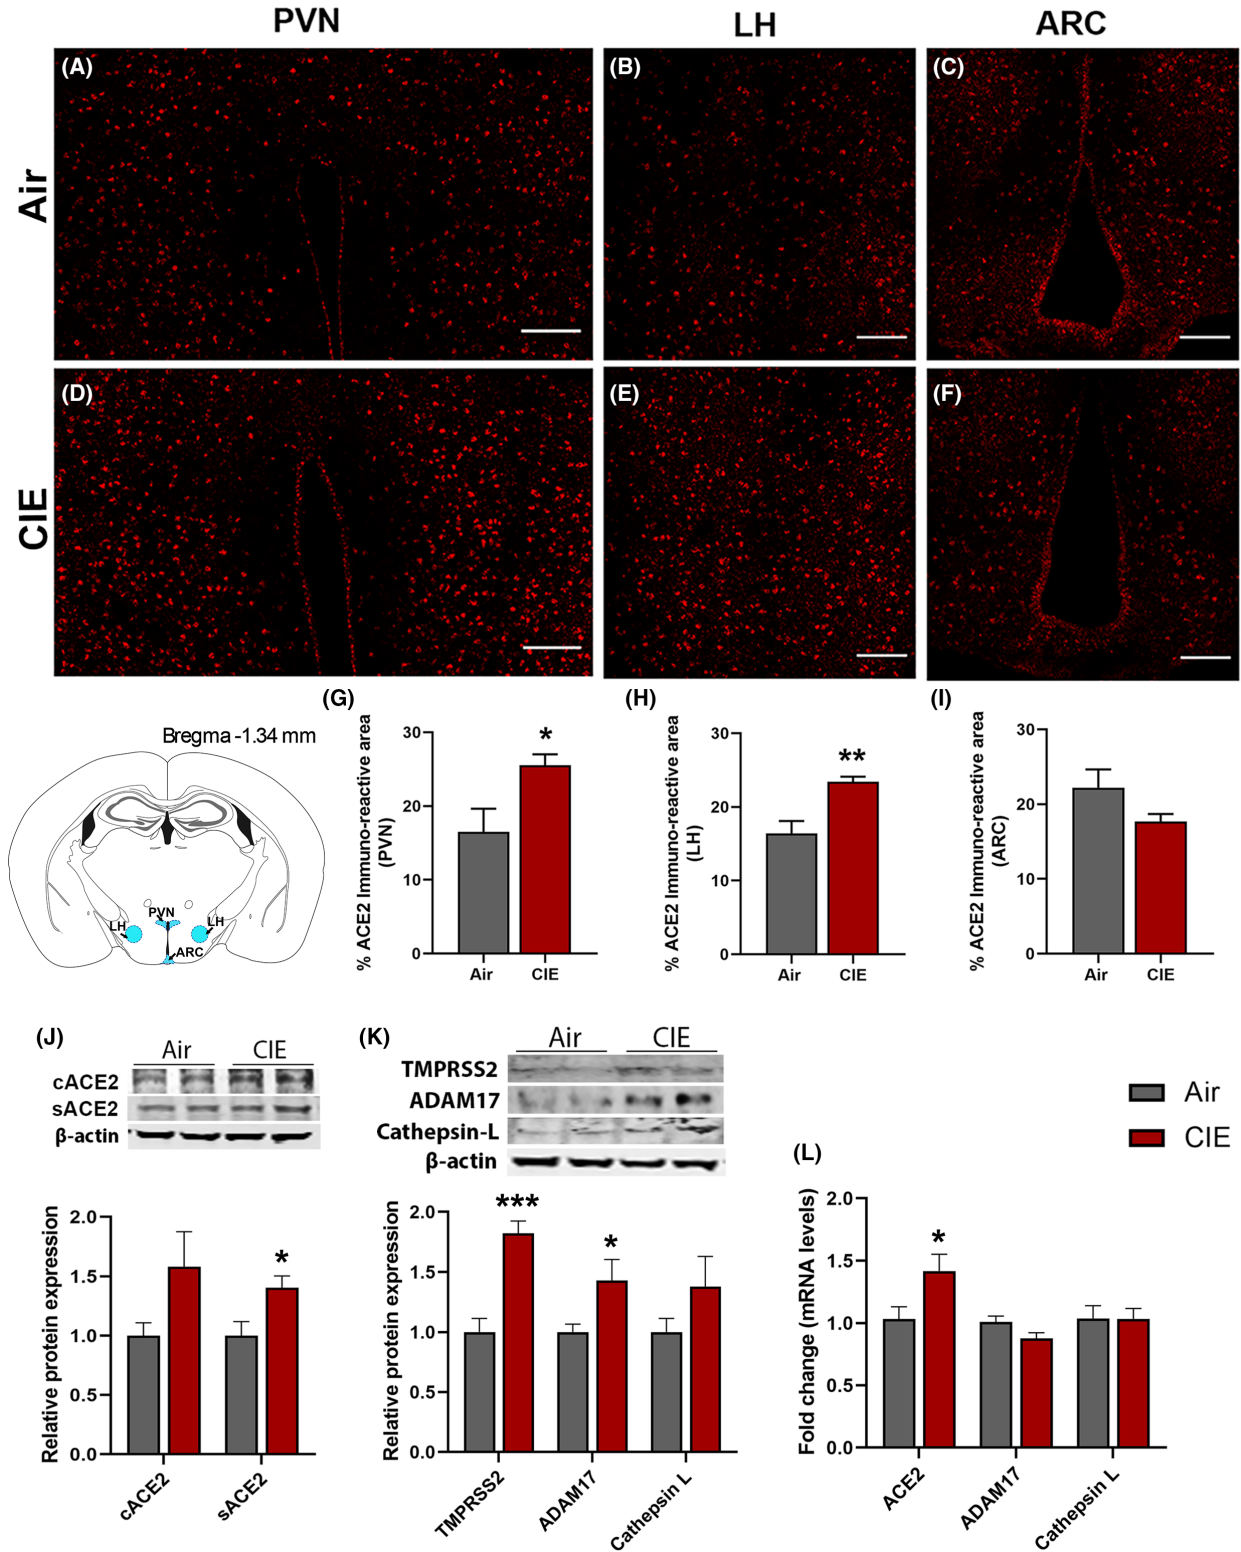 PVN LH ARC
(A) (B) (C)
Air
(D) (E) (F)
CIE
(G) (H) (I)
Bregma -1.34 mm
PVN
LH LH
ARC
% ACE2 Immuno-reactive area
(PVN)
30
20
10
0
*
Air CIE
% ACE2 Immuno-reactive area
(LH)
30
20
10
0
**
Air CIE
% ACE2 Immuno-reactive area
(ARC)
30
20
10
0
Air CIE
(J)
Air CIE
cACE2
sACE2
β-actin
Relative protein expression
2.0
1.5
1.0
0.5
0.0
*
cACE2 sACE2
(K)
Air CIE
TMPRSS2
ADAM17
Cathepsin-L
β-actin
Relative protein expression
2.0
1.5
1.0
0.5
0.0
*** *
TMPRSS2 ADAM17 Cathepsin L
Air
CIE
(L)
Fold change (mRNA levels)
2.0
1.5
1.0
0.5
0.0
*
ACE2 ADAM17 Cathepsin L